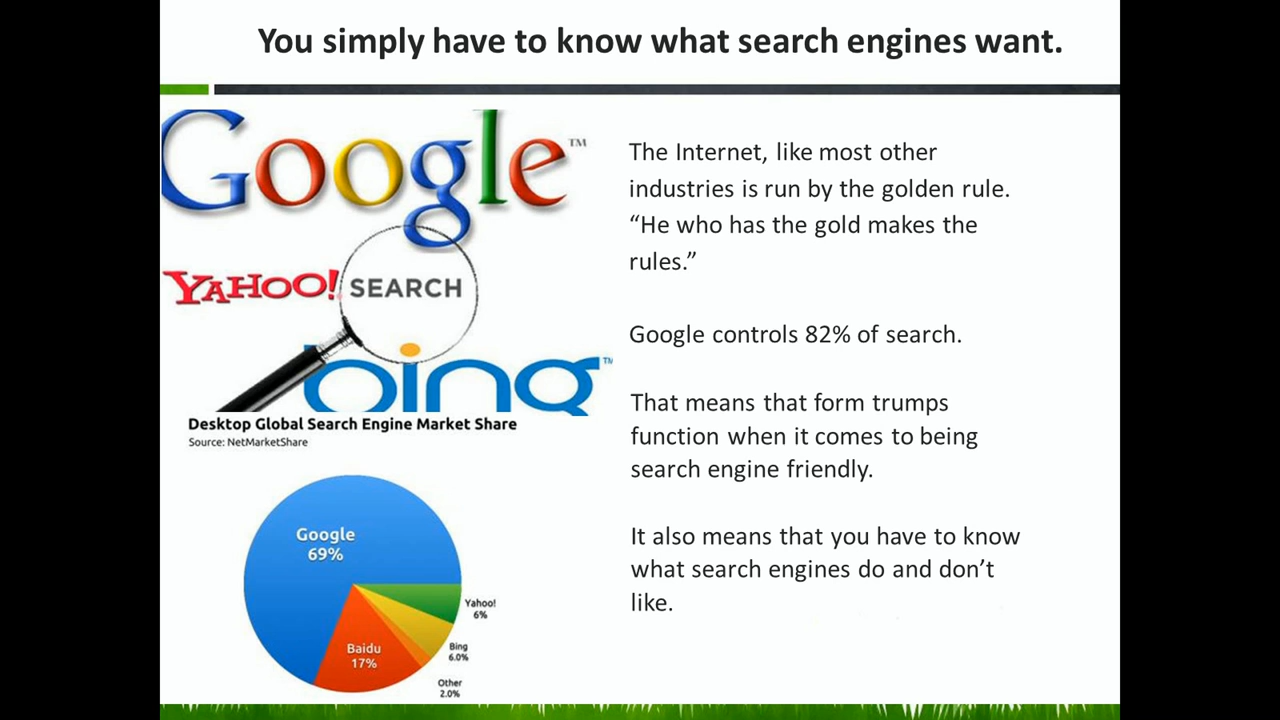 You simply have to know what search engines want.
Google™
YAHOO!
SEARCH
bing™
Desktop Global Search Engine Market Share
Source: NetMarketShare
Google
69%
Yahoo!
6%
Bing
6.0%
Baidu
17%
Other
2.0%
The Internet, like most other
industries is run by the golden rule.
“He who has the gold makes the
rules.”
Google controls 82% of search.
That means that form trumps
function when it comes to being
search engine friendly.
It also means that you have to know
what search engines do and don’t
like.